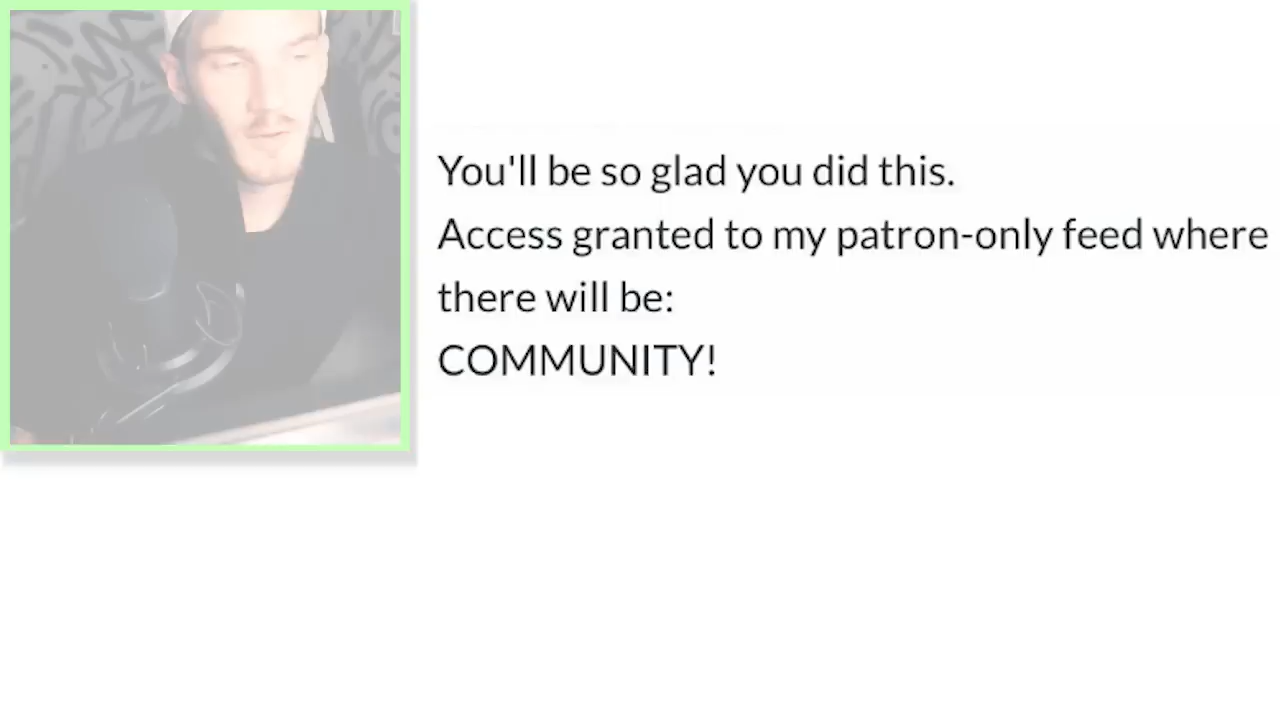 You'll be so glad you did this.
Access granted to my patron-only feed where
there will be:
COMMUNITY!